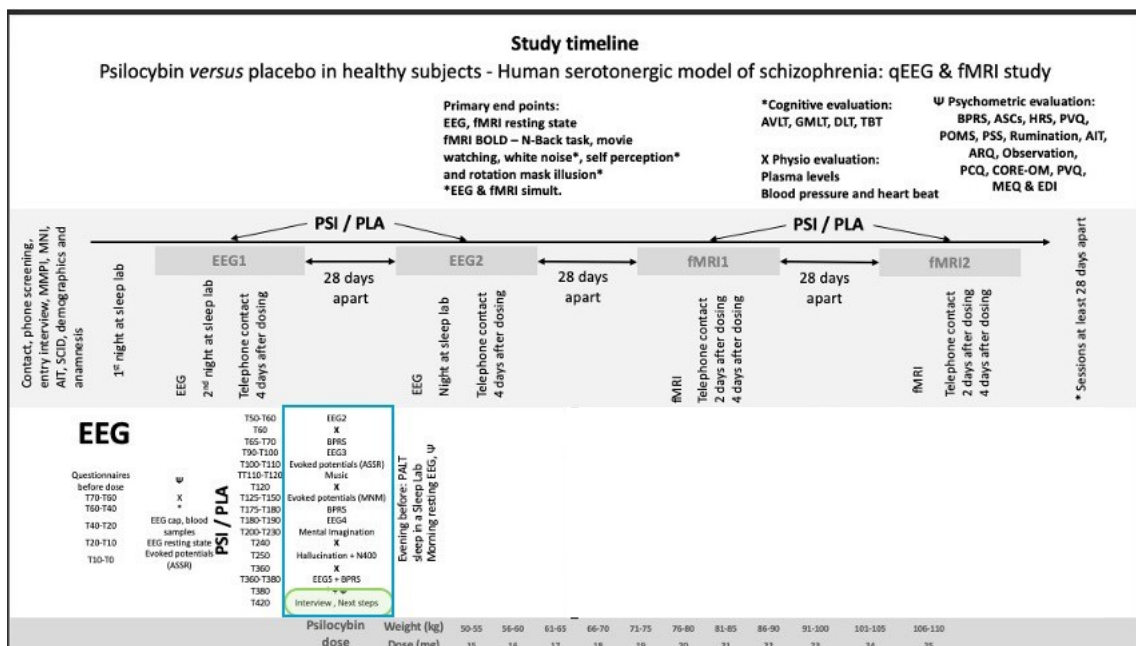 Study timeline
Psilocybin versus placebo in healthy subjects - Human serotonergic model of schizophrenia: qEEG & fMRI study
Primary end points:
EEG, fMRI resting state
fMRI BOLD – N-Back task, movie
watching, white noise*, self perception*
and rotation mask illusion*
*EEG & fMRI simult.
*Cognitive evaluation:
AVLT, GMLT, DLT, TBT
X Physio evaluation:
Plasma levels
Blood pressure and heart beat
Ψ Psychometric evaluation:
BPRS, ASCs, HRS, PVQ,
POMS, PSS, Rumination, AIT,
ARQ, Observation,
PCQ, CORE-OM, PVQ,
MEQ & EDI
PSI / PLA
PSI / PLA
EEG1
EEG2
fMRI1
fMRI2
28 days
apart
28 days
apart
28 days
apart
Contact, phone screening,
entry interview, MMPI, MNI,
AIT, SCID, demographics and
anamnesis
1st night at sleep lab
EEG
2nd night at sleep lab
Telephone contact
4 days after dosing
EEG
Night at sleep lab
Telephone contact
4 days after dosing
fMRI
Telephone contact
2 days after dosing
4 days after dosing
fMRI
Telephone contact
2 days after dosing
4 days after dosing
* Sessions at least 28 days apart
EEG
Questionnaires
before dose Ψ
T70-T60 X
T60-T40 *
T40-T20 EEG cap, blood
samples
T20-T10 EEG resting state
T10-T0 Evoked potentials
(ASSR)
PSI / PLA
T50-T60 EEG2
T60 X
T65-T70 BPRS
T90-T100 EEG3
T100-T110 Evoked potentials (ASSR)
TT110-T120 Music
T120 X
T125-T150 Evoked potentials (MNM)
T175-T180 BPRS
T180-T190 EEG4
T200-T230 Mental Imagination
T240 X
T250 Hallucination + N400
T360 X
T360-T380 EEG5 + BPRS
T380
T420 Interview , Next steps
Evening before: PALT
sleep in a Sleep Lab
Morning resting EEG, Ψ
Psilocybin
dose
Weight (kg) 50-55 56-60 61-65 66-70 71-75 76-80 81-85 86-90 91-100 101-105 106-110
Dose (mg)